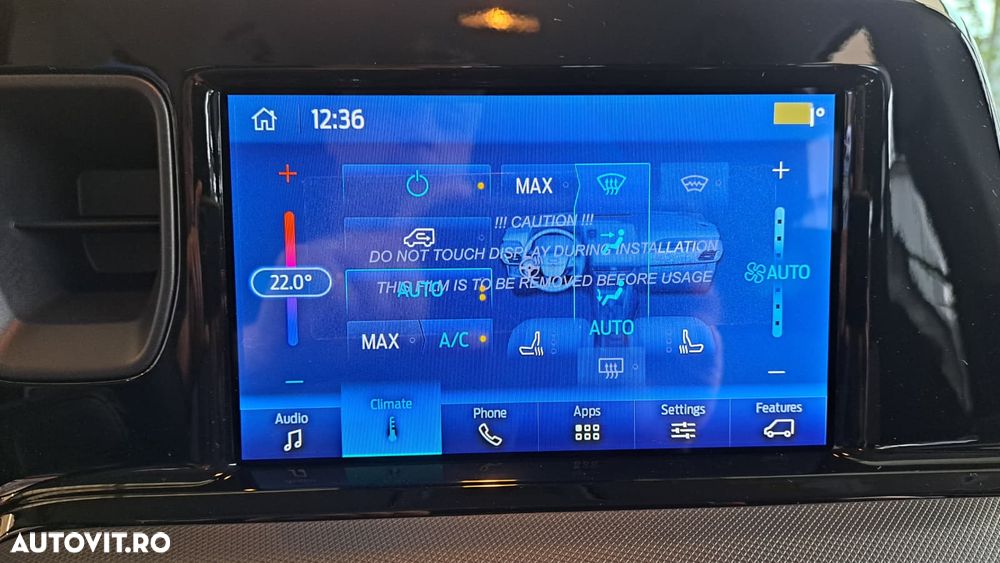 12:36
°
MAX
!!! CAUTION !!!
DO NOT TOUCH DISPLAY DURING INSTALLATION
THIS FILM IS TO BE REMOVED BEFORE USAGE
22.0°
AUTO
AUTO
AUTO
MAX
A/C
Audio
Climate
Phone
Apps
Settings
Features
AUTOVIT.RO